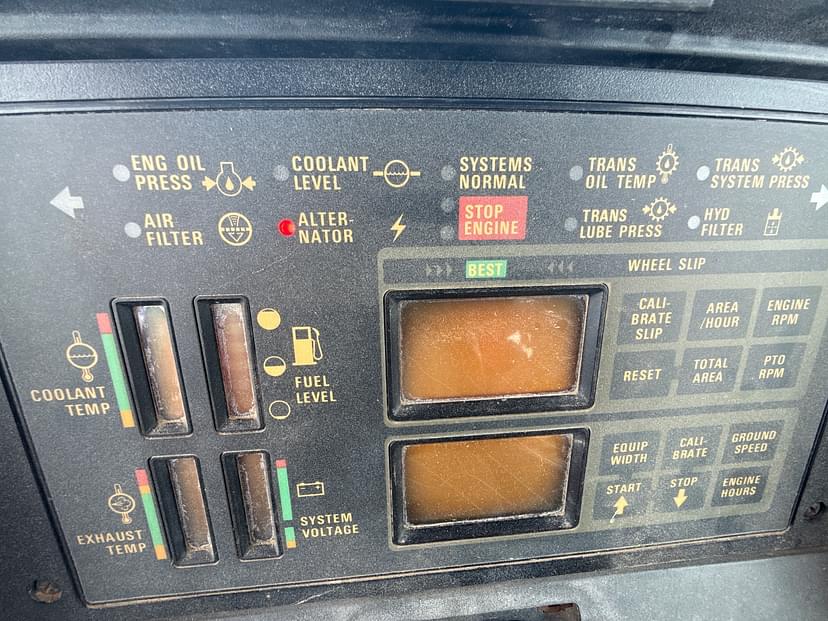 ENG OIL
PRESS
COOLANT
LEVEL
SYSTEMS
NORMAL
TRANS
OIL TEMP
TRANS
SYSTEM PRESS
AIR
FILTER
ALTER-
NATOR
STOP
ENGINE
TRANS
LUBE PRESS
HYD
FILTER
BEST
WHEEL SLIP
COOLANT
TEMP
FUEL
LEVEL
CALI-
BRATE
SLIP
AREA
/HOUR
ENGINE
RPM
RESET
TOTAL
AREA
PTO
RPM
EXHAUST
TEMP
SYSTEM
VOLTAGE
EQUIP
WIDTH
CALI-
BRATE
GROUND
SPEED
START
STOP
ENGINE
HOURS